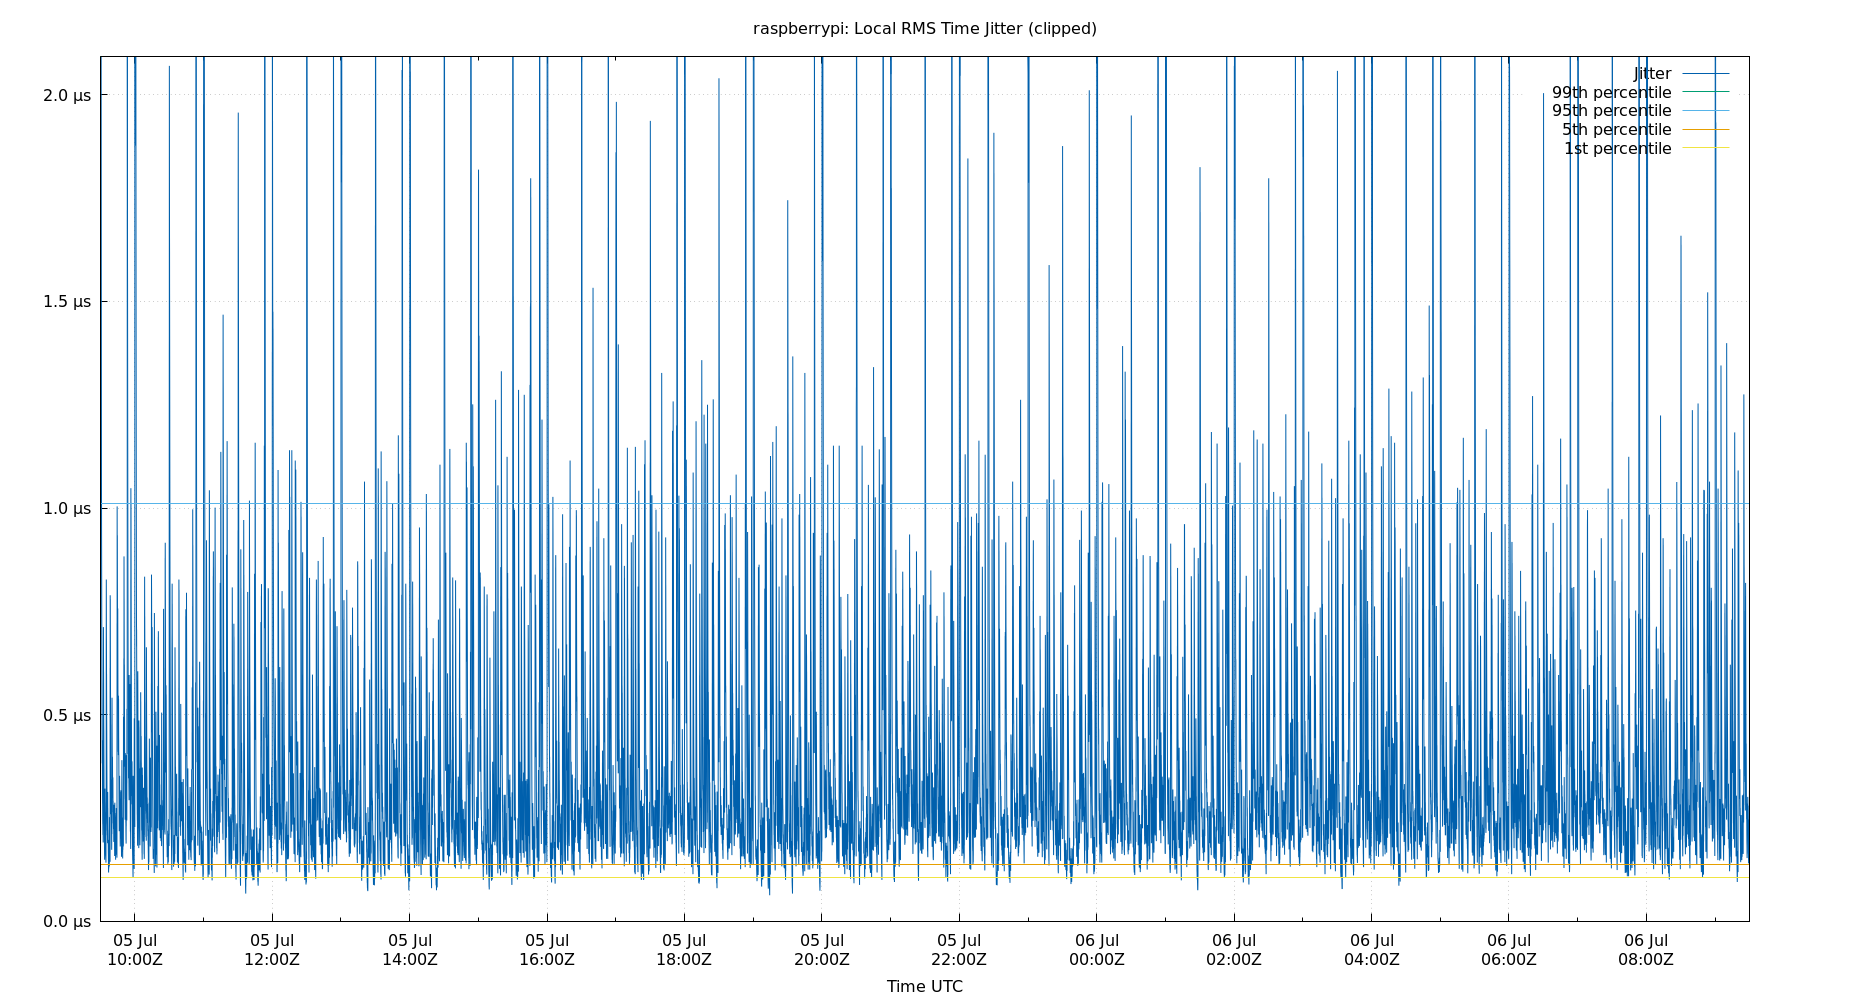 raspberrypi: Local RMS Time Jitter (clipped)
Jitter
99th percentile
95th percentile
5th percentile
1st percentile
2.0 µs
1.5 µs
1.0 µs
0.5 µs
0.0 µs
05 Jul 05 Jul 05 Jul 05 Jul 05 Jul 05 Jul 05 Jul 06 Jul 06 Jul 06 Jul 06 Jul 06 Jul
10:00Z 12:00Z 14:00Z 16:00Z 18:00Z 20:00Z 22:00Z 00:00Z 02:00Z 04:00Z 06:00Z 08:00Z
Time UTC